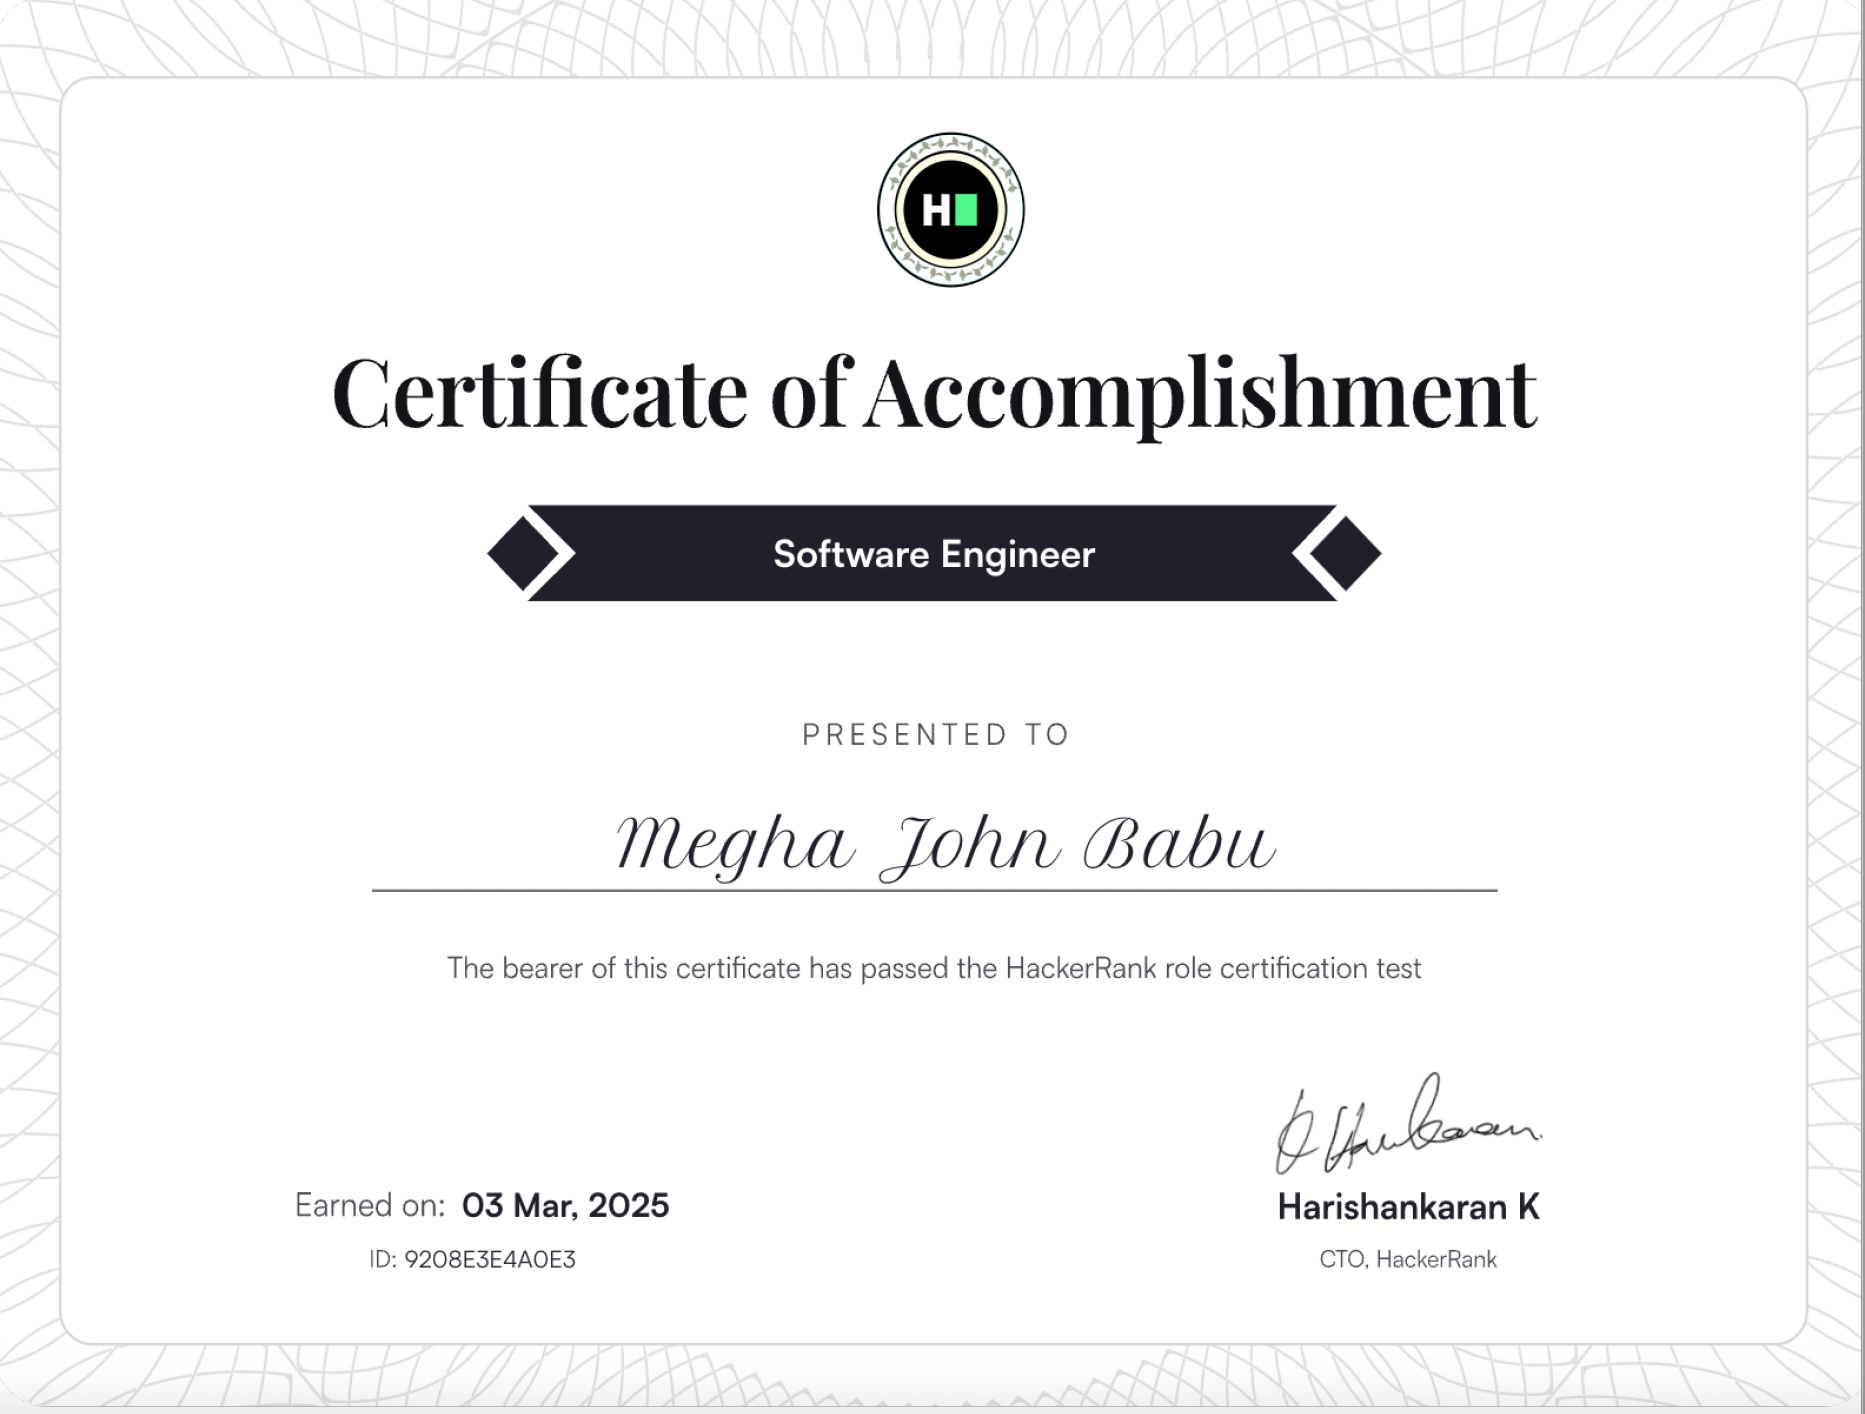 H
Certificate of Accomplishment
Software Engineer
PRESENTED TO
Megha John Babu
The bearer of this certificate has passed the HackerRank role certification test
Earned on: 03 Mar, 2025
ID: 9208E3E4A0E3
Harishankaran K
CTO, HackerRank